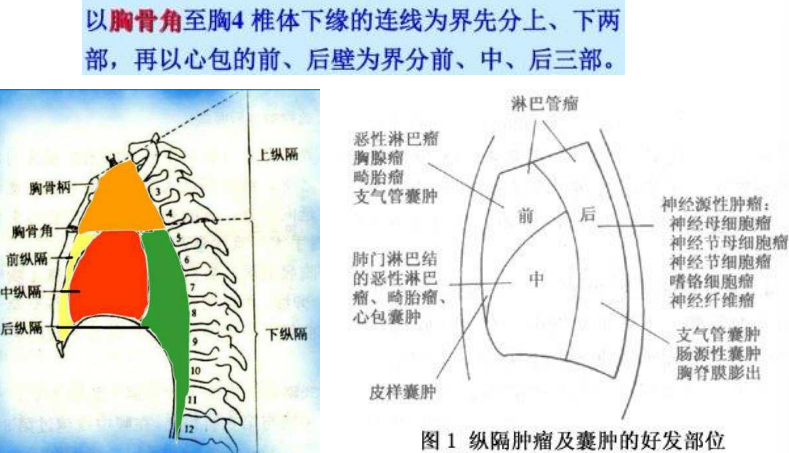 以胸骨角至胸4 椎体下缘的连线为界先分上、下两
部，再以心包的前、后壁为界分前、中、后三部。
上纵隔
胸骨柄
胸骨角
前纵隔
中纵隔
后纵隔
下纵隔
3
4
5
6
7
8
9
10
11
12
淋巴管瘤
恶性淋巴瘤
胸腺瘤
畸胎瘤
支气管囊肿
前
后
中
肺门淋巴结
的恶性淋巴
瘤、畸胎瘤、
心包囊肿
皮样囊肿
神经源性肿瘤：
神经母细胞瘤
神经节母细胞瘤
神经节细胞瘤
嗜铬细胞瘤
神经纤维瘤
支气管囊肿
肠源性囊肿
胸脊膜膨出
图 1 纵隔肿瘤及囊肿的好发部位